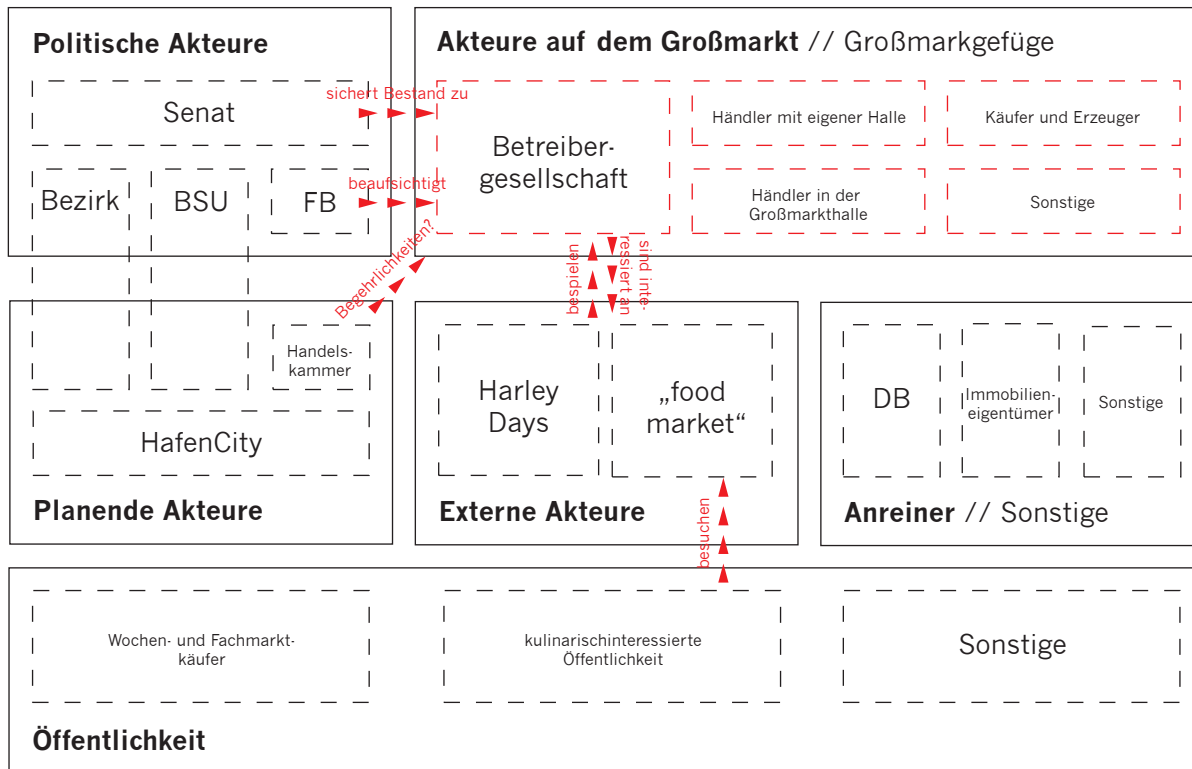 Politische Akteure
Senat
Bezirk
BSU
FB
sichert Bestand zu
beaufsichtigt
Begehrlichkeiten?
Akteure auf dem Großmarkt // Großmarkgefüge
Betreiber-
gesellschaft
Händler mit eigener Halle
Käufer und Erzeuger
Händler in der
Großmarkthalle
Sonstige
bespielen
sind inte-
ressiert an
Handels-
kammer
HafenCity
Planende Akteure
Harley
Days
„food
market“
Externe Akteure
DB
Immobilien-
eigentümer
Sonstige
Anreiner // Sonstige
besuchen
Wochen- und Fachmarkt-
käufer
kulinarischinteressierte
Öffentlichkeit
Sonstige
Öffentlichkeit